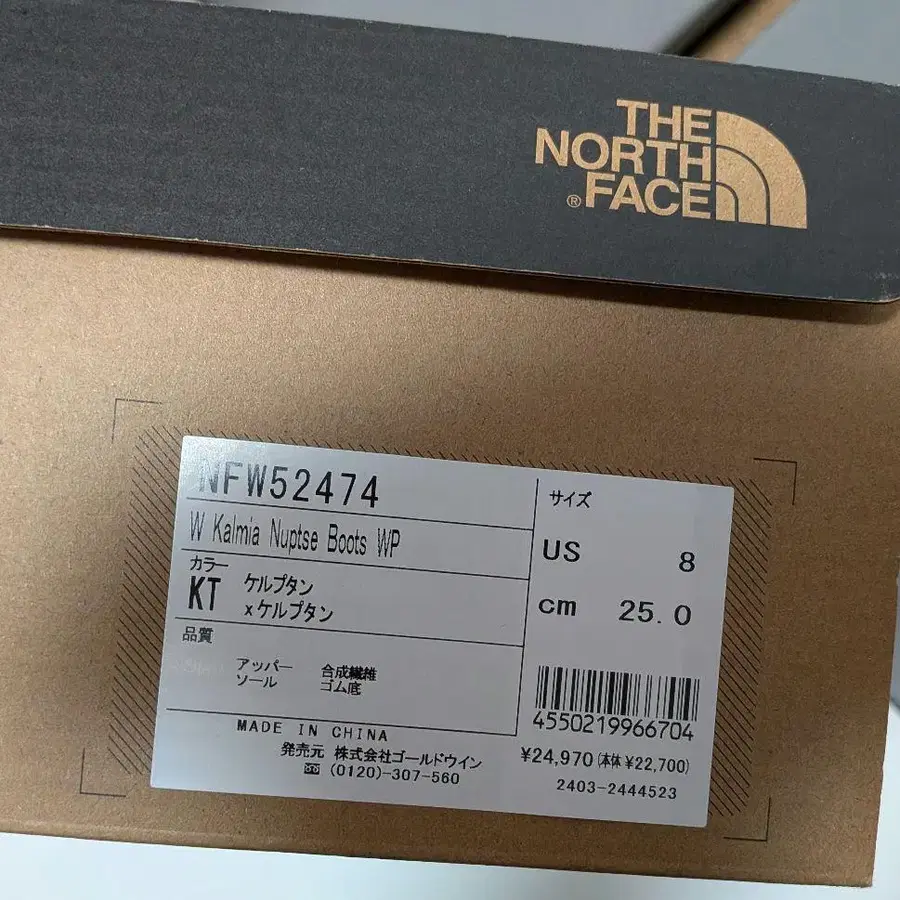 THE
NORTH
FACE
®
NFW52474
W Kalmia Nuptse Boots WP
カラー
KT ケルプタン
xケルプタン
品質
アッパー 合成繊維
ソール ゴム底
MADE IN CHINA
発売元 株式会社ゴールドウイン
(0120)-307-560
サイズ
US 8
cm 25.0
4550219966704
¥24,970(本体 ¥22,700)
2403-2444523